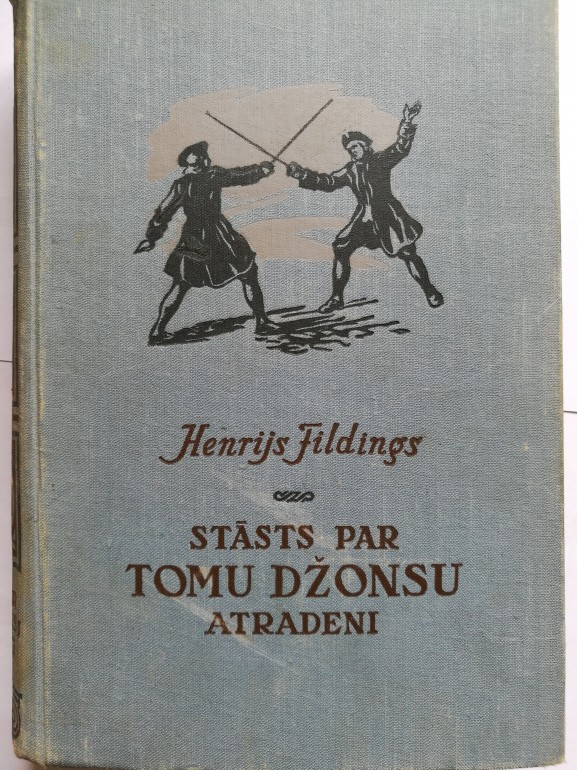 Henrijs Fildings
STĀSTS PAR
TOMU DŽONSU
ATRADENI